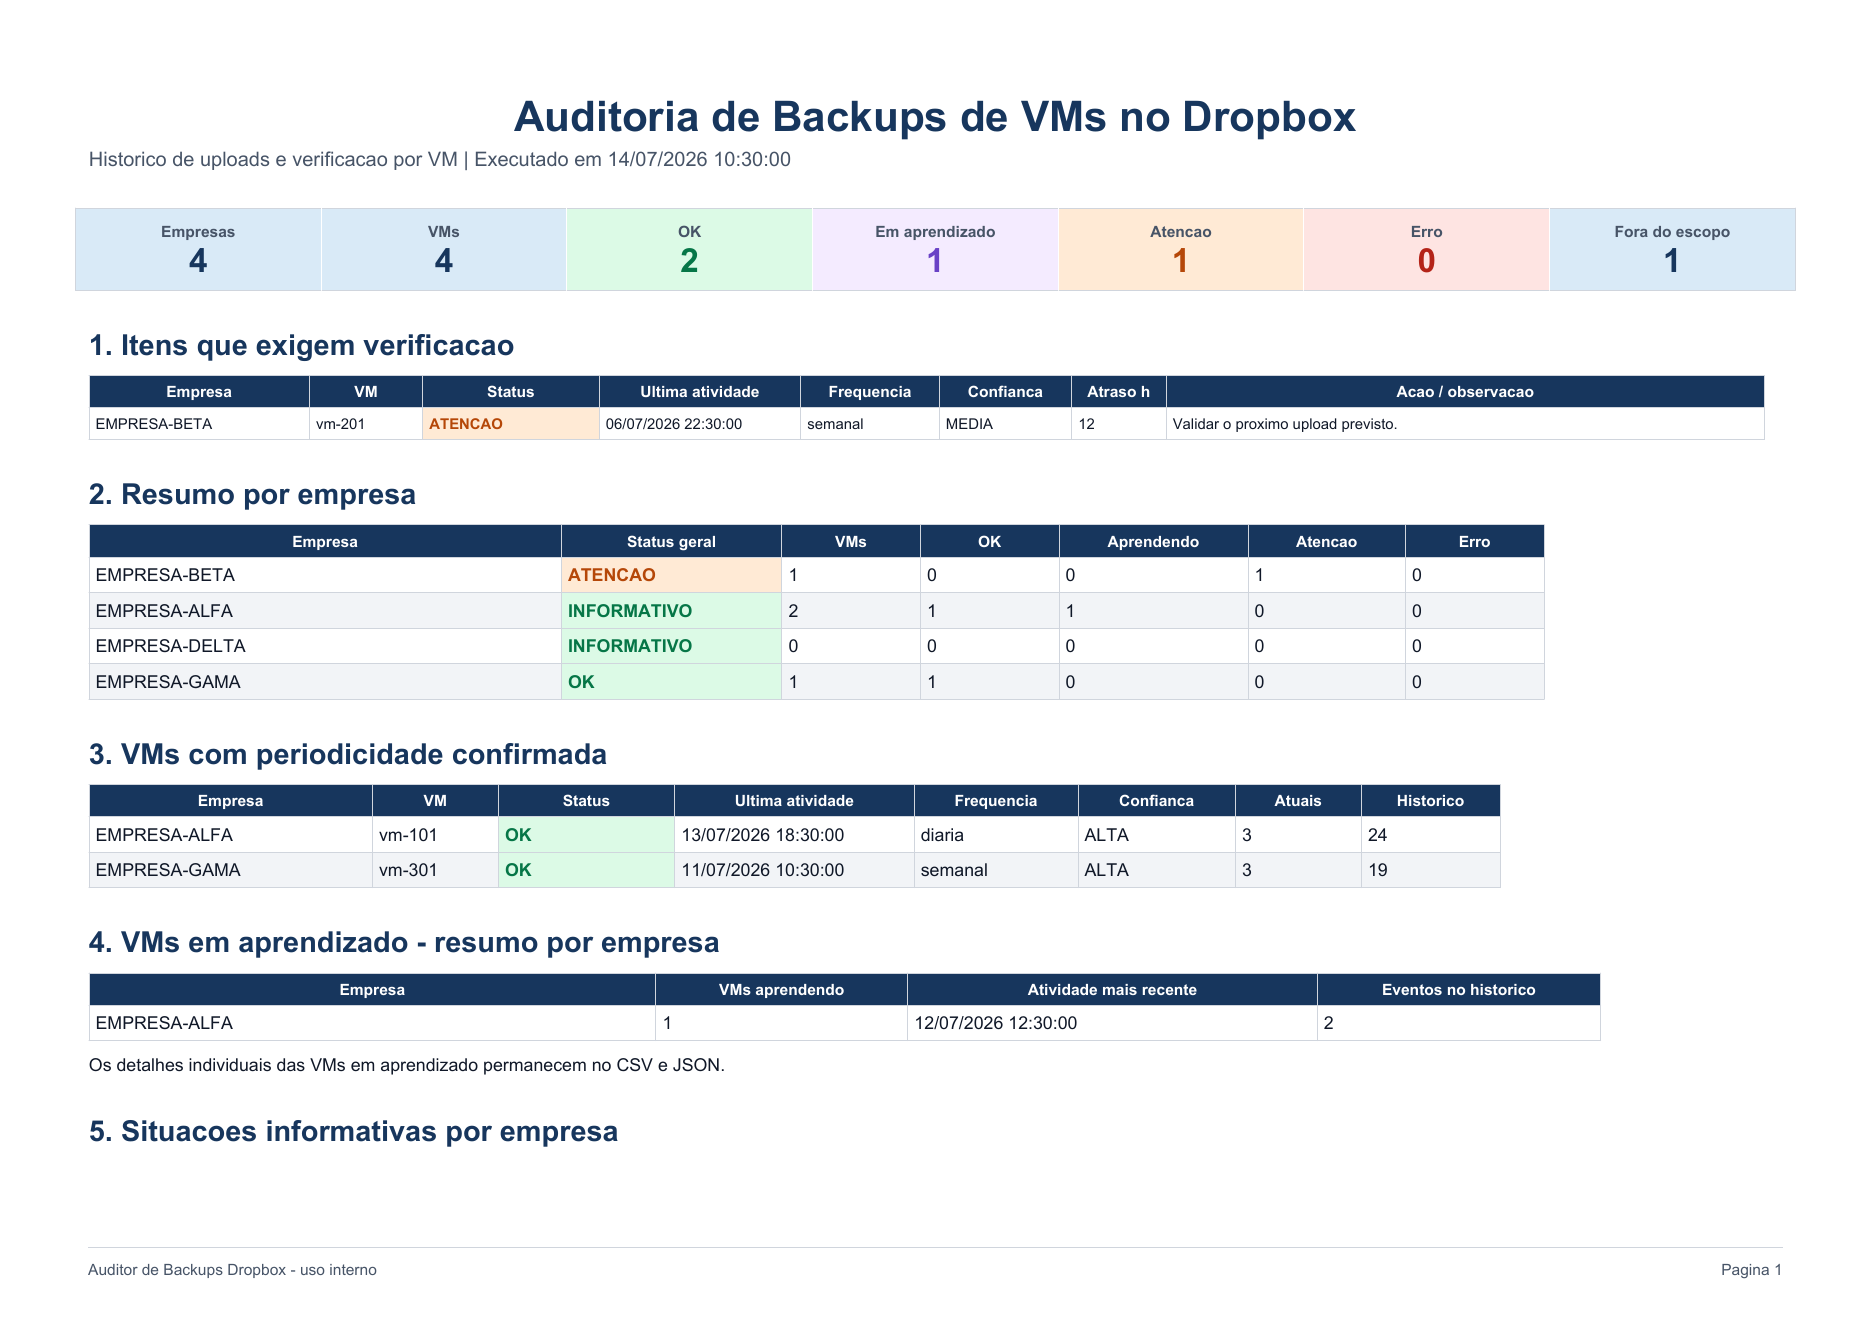 Auditoria de Backups de VMs no Dropbox
Historico de uploads e verificacao por VM | Executado em 14/07/2026 10:30:00
Empresas VMs OK Em aprendizado Atencao Erro Fora do escopo
4 4 2 1 1 0 1
1. Itens que exigem verificacao
Empresa VM Status Ultima atividade Frequencia Confianca Atraso h Acao / observacao
EMPRESA-BETA vm-201 ATENCAO 06/07/2026 22:30:00 semanal MEDIA 12 Validar o proximo upload previsto.
2. Resumo por empresa
Empresa Status geral VMs OK Aprendendo Atencao Erro
EMPRESA-BETA ATENCAO 1 0 0 1 0
EMPRESA-ALFA INFORMATIVO 2 1 1 0 0
EMPRESA-DELTA INFORMATIVO 0 0 0 0 0
EMPRESA-GAMA OK 1 1 0 0 0
3. VMs com periodicidade confirmada
Empresa VM Status Ultima atividade Frequencia Confianca Atuais Historico
EMPRESA-ALFA vm-101 OK 13/07/2026 18:30:00 diaria ALTA 3 24
EMPRESA-GAMA vm-301 OK 11/07/2026 10:30:00 semanal ALTA 3 19
4. VMs em aprendizado - resumo por empresa
Empresa VMs aprendendo Atividade mais recente Eventos no historico
EMPRESA-ALFA 1 12/07/2026 12:30:00 2
Os detalhes individuais das VMs em aprendizado permanecem no CSV e JSON.
5. Situacoes informativas por empresa
Auditor de Backups Dropbox - uso interno Pagina 1